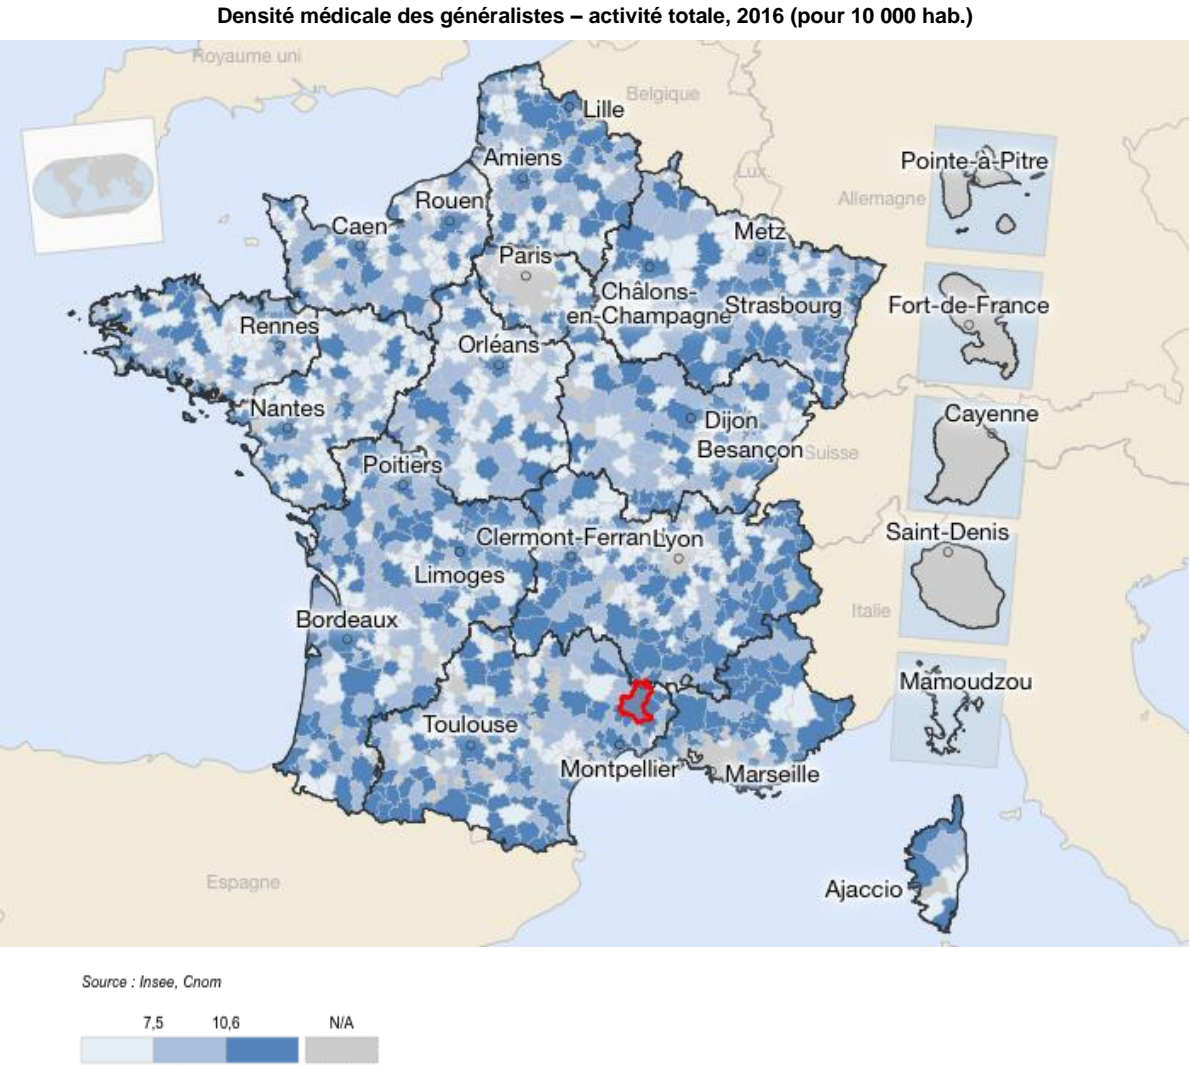 Densité médicale des généralistes – activité totale, 2016 (pour 10 000 hab.)
Royaume uni
Belgique
Lille
Amiens
Pointe-à-Pitre
Lux.
Allemagne
Rouen
Caen
Metz
Paris
Châlons-
en-Champagne
Strasbourg
Fort-de-France
Rennes
Orléans
Nantes
Dijon
Cayenne
Besançon
Suisse
Poitiers
Saint-Denis
Clermont-Ferran
Lyon
Limoges
Italie
Bordeaux
Mamoudzou
Toulouse
Montpellier
Marseille
Espagne
Ajaccio
Source : Insee, Cnom
7,5 10,6 N/A